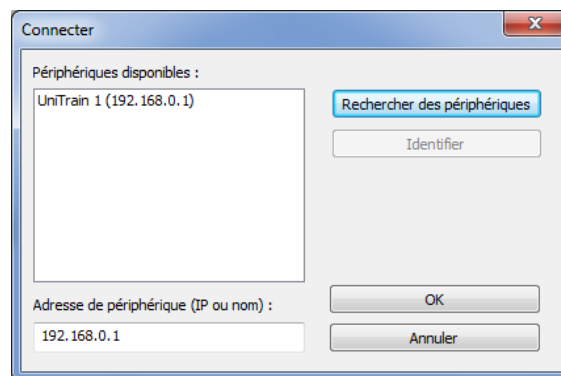 Connecter
Périphériques disponibles :
UniTrain 1 (192.168.0.1)
Rechercher des périphériques
Identifier
Adresse de périphérique (IP ou nom) :
192.168.0.1
OK
Annuler